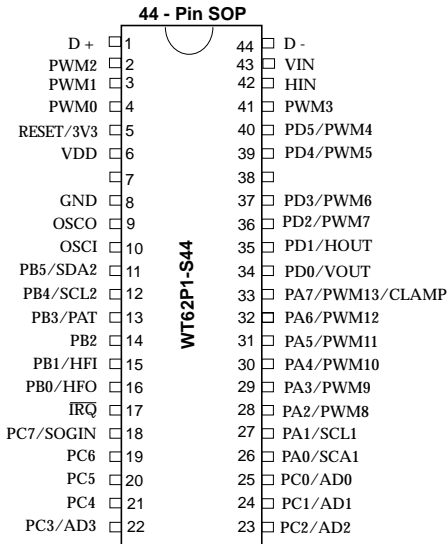 44 - Pin SOP
D + 1 44 D -
PWM2 2 43 VIN
PWM1 3 42 HIN
PWM0 4 41 PWM3
RESET/3V3 5 40 PD5/PWM4
VDD 6 39 PD4/PWM5
7 38
GND 8 37 PD3/PWM6
OSCO 9 36 PD2/PWM7
OSCI 10 35 PD1/HOUT
PB5/SDA2 11 34 PD0/VOUT
PB4/SCL2 12 33 PA7/PWM13/CLAMP
PB3/PAT 13 32 PA6/PWM12
PB2 14 31 PA5/PWM11
PB1/HFI 15 30 PA4/PWM10
PB0/HFO 16 29 PA3/PWM9
IRQ 17 28 PA2/PWM8
PC7/SOGIN 18 27 PA1/SCL1
PC6 19 26 PA0/SCA1
PC5 20 25 PC0/AD0
PC4 21 24 PC1/AD1
PC3/AD3 22 23 PC2/AD2
WT62P1-S44